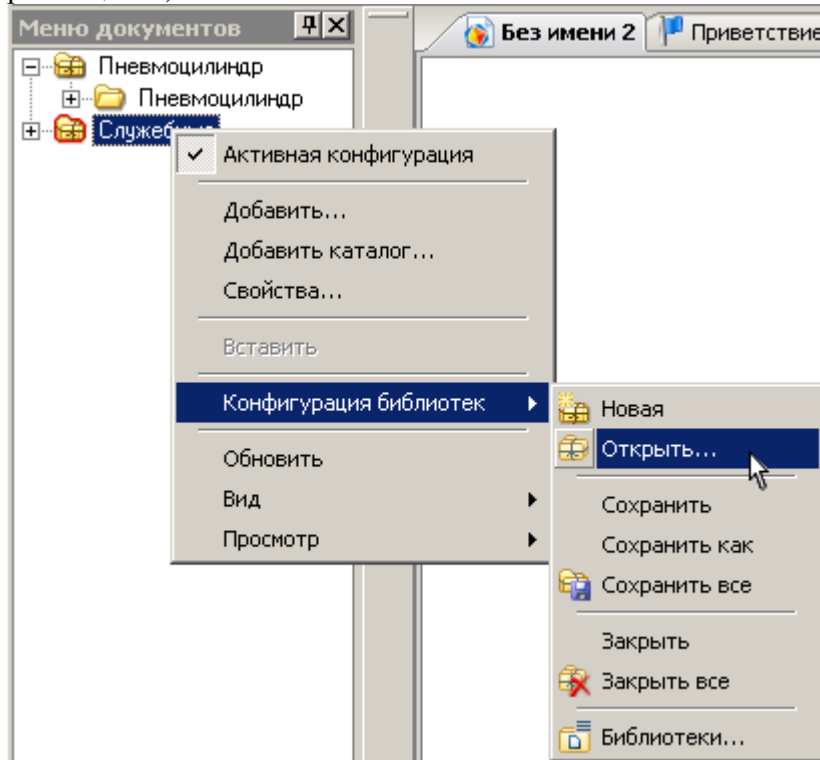 Меню документов
Без имени 2
Приветствие
Пневмоцилиндр
Пневмоцилиндр
Активная конфигурация
Добавить...
Добавить каталог...
Свойства...
Вставить
Конфигурация библиотек
Новая
Открыть...
Обновить
Вид
Сохранить
Просмотр
Сохранить как
Сохранить все
Закрыть
Закрыть все
Библиотеки...